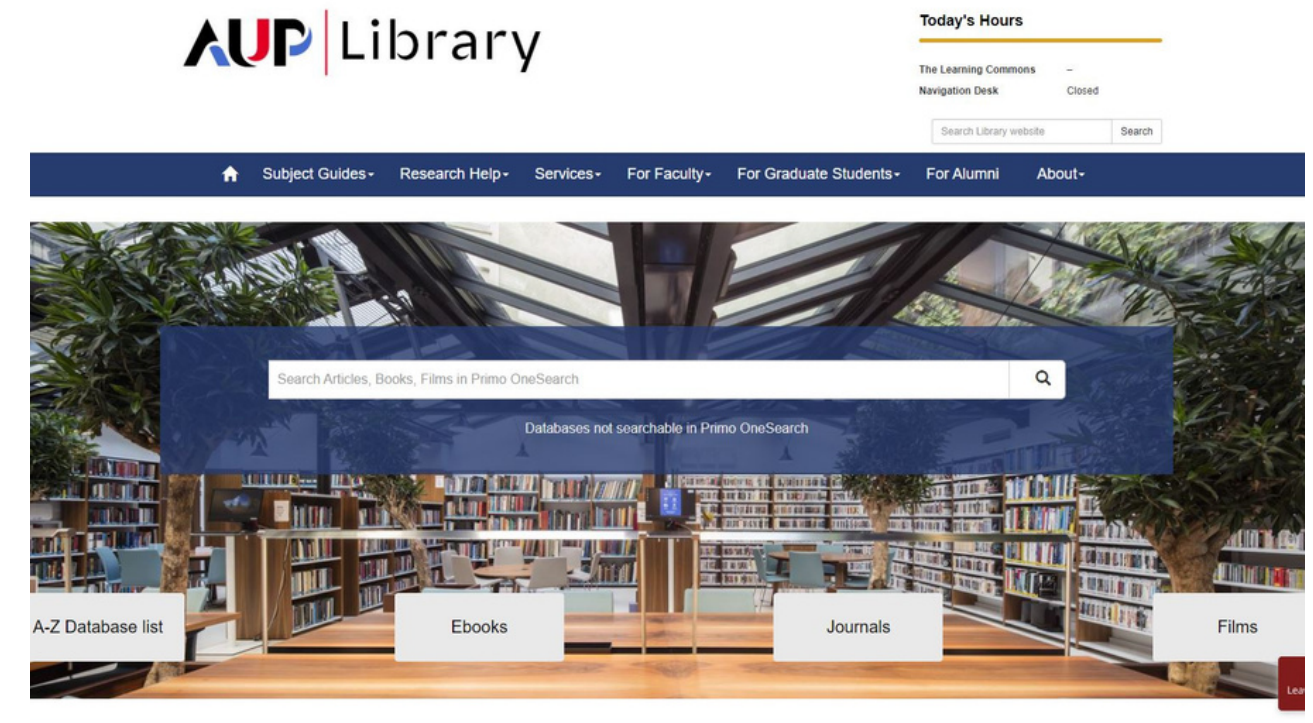 AUP Library
Today's Hours
The Learning Commons –
Navigation Desk Closed
Search Library website Search
Subject Guides Research Help Services For Faculty For Graduate Students For Alumni About
Search Articles, Books, Films in Primo OneSearch
Databases not searchable in Primo OneSearch
A-Z Database list Ebooks Journals Films